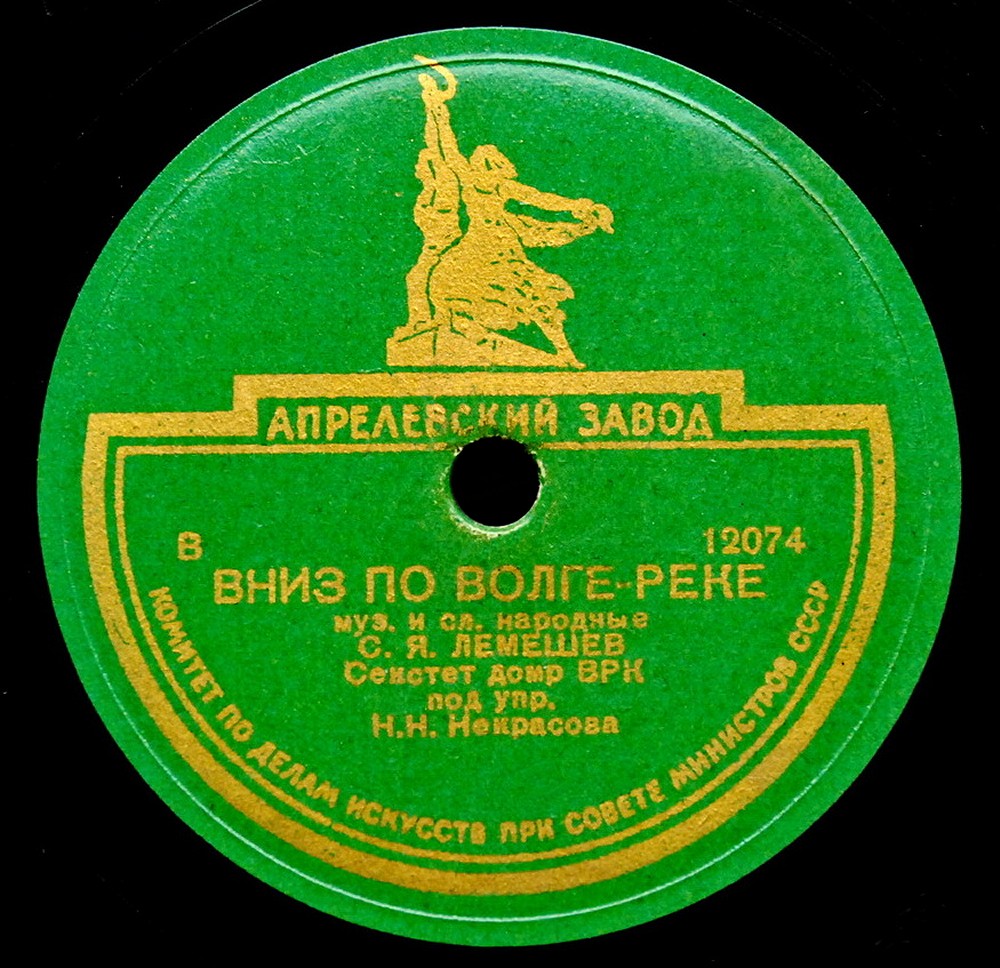 АПРЕЛЕВСКИЙ ЗАВОД
В 12074
ВНИЗ ПО ВОЛГЕ-РЕКЕ
муз. и сл. народные
С. Я. ЛЕМЕШЕВ
Секстет домр ВРК
под упр.
Н.Н. Некрасова
КОМИТЕТ ПО ДЕЛАМ ИСКУССТВ ПРИ СОВЕТЕ МИНИСТРОВ СССР